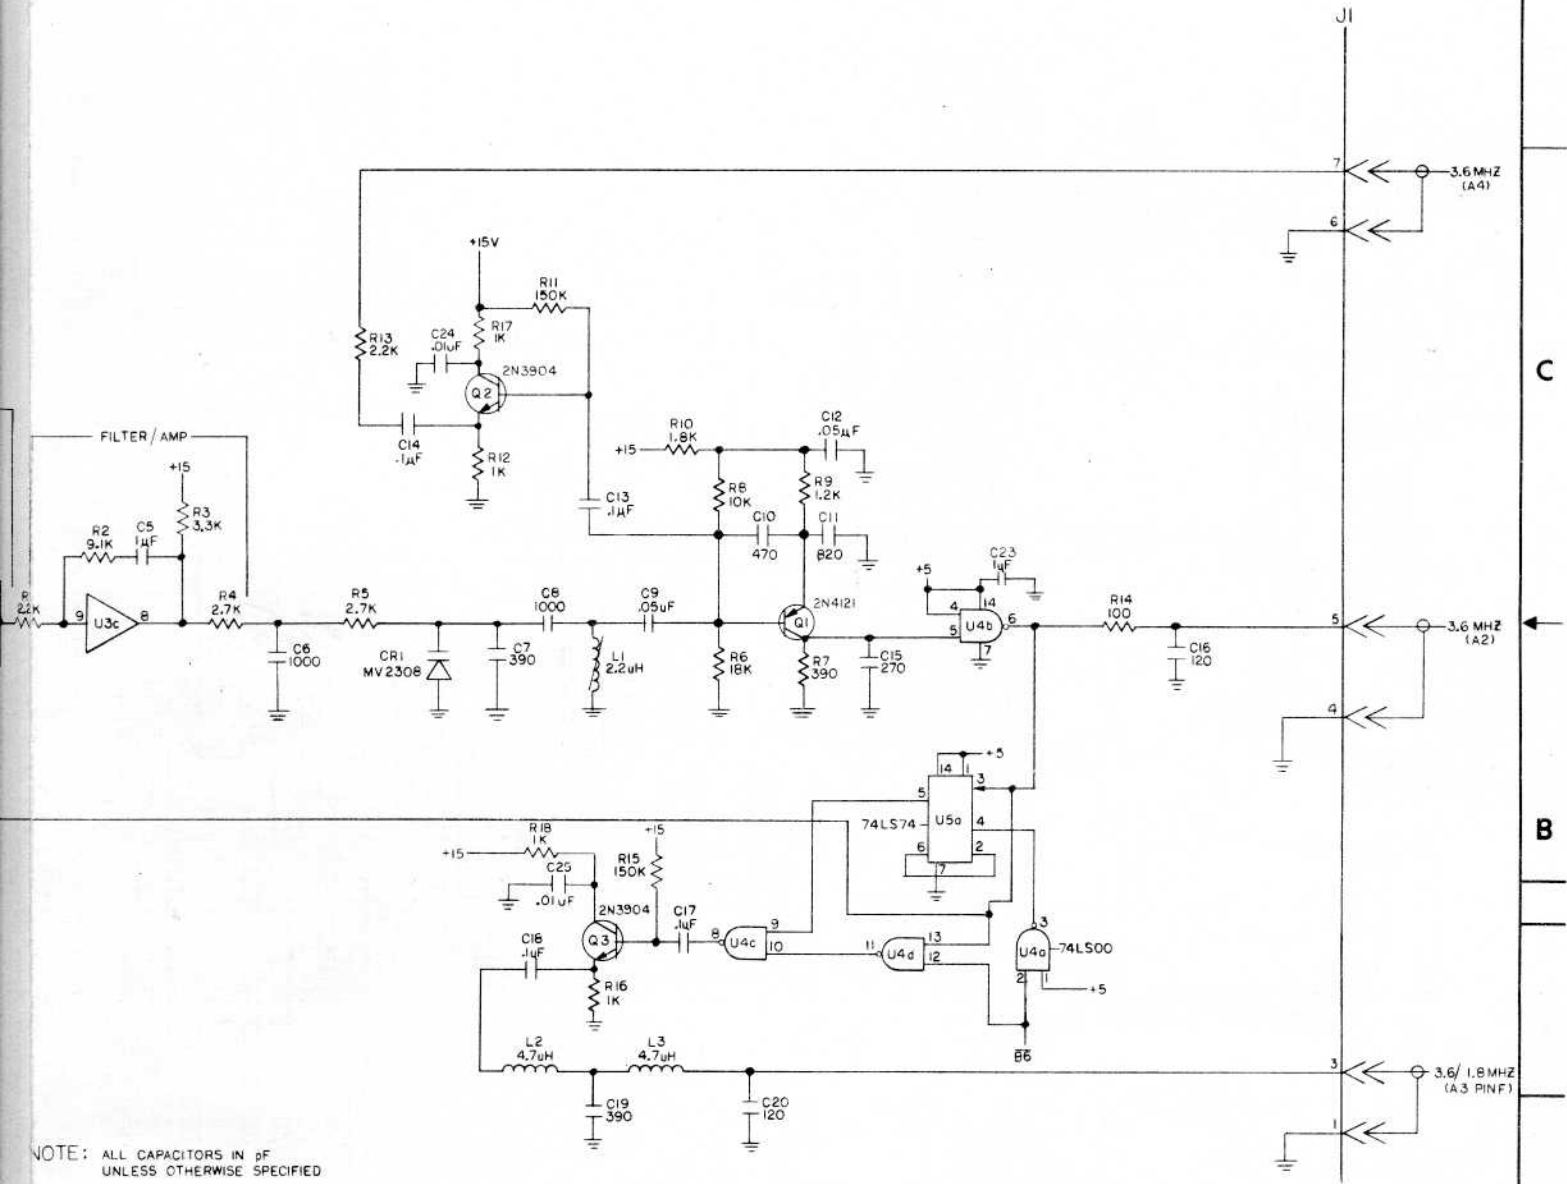 J1
7
3.6 MHZ
(A4)
6
+15V
R11
150K
R17
1K
C24
.01uF
R13
2.2K
2N3904
Q2
C
C14
.1µF
R12
1K
FILTER/AMP
+15
R3
3.3K
R2
9.1K
C5
1µF
+15
R10
1.8K
C12
.05µF
R8
10K
R9
1.2K
C13
.1µF
C10
470
C11
820
R
22K
9
U3c
8
R4
2.7K
R5
2.7K
C8
1000
C9
.05uF
2N4121
Q1
+5
C23
1uF
14
4
5
U4b
6
7
R14
100
5
3.6 MHZ
(A2)
C6
1000
CR1
MV2308
C7
390
L1
2.2uH
R6
18K
R7
390
C15
270
C16
120
4
+5
14
1
3
5
74LS74
U5a
4
6
2
7
B
R18
1K
+15
+15
R15
150K
C25
.01uF
2N3904
Q3
C17
.1uF
8
U4c
9
10
11
U4d
13
12
3
U4a
74LS00
2
1
+5
C18
.1uF
R16
1K
B6
L2
4.7uH
L3
4.7uH
3
3.6/1.8MHZ
(A3 PINF)
C19
390
C20
120
1
NOTE: ALL CAPACITORS IN pF
UNLESS OTHERWISE SPECIFIED